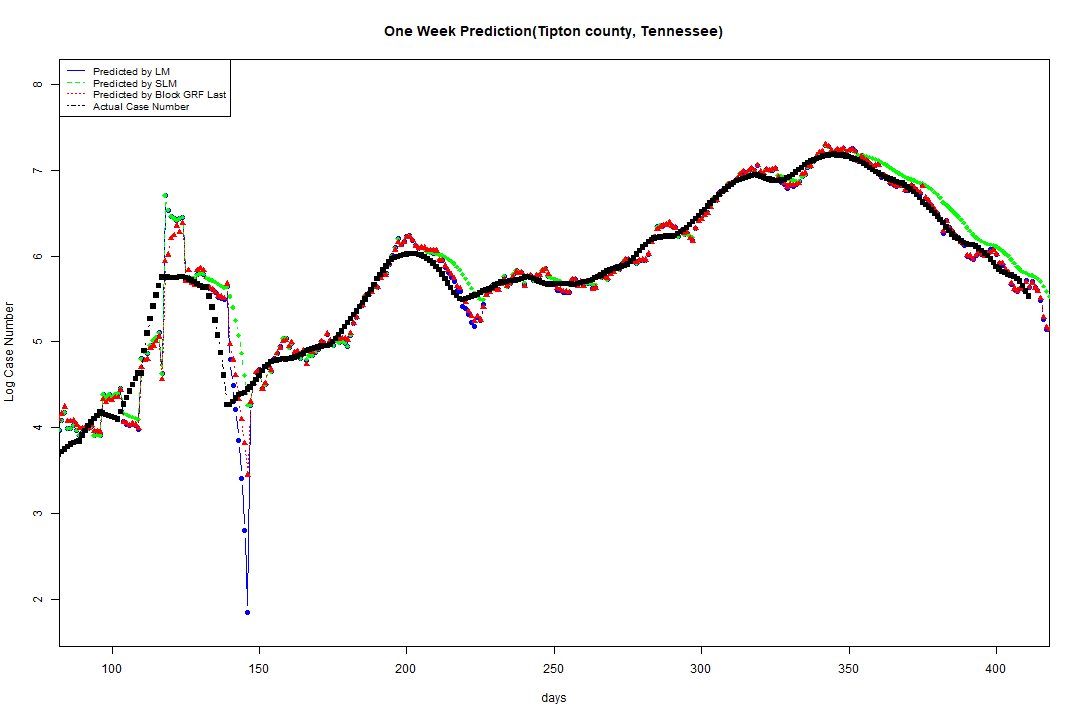 One Week Prediction(Tipton county, Tennessee)
Predicted by LM
Predicted by SLM
Predicted by Block GRF Last
Actual Case Number
8
7
6
5
4
3
2
Log Case Number
100 150 200 250 300 350 400
days